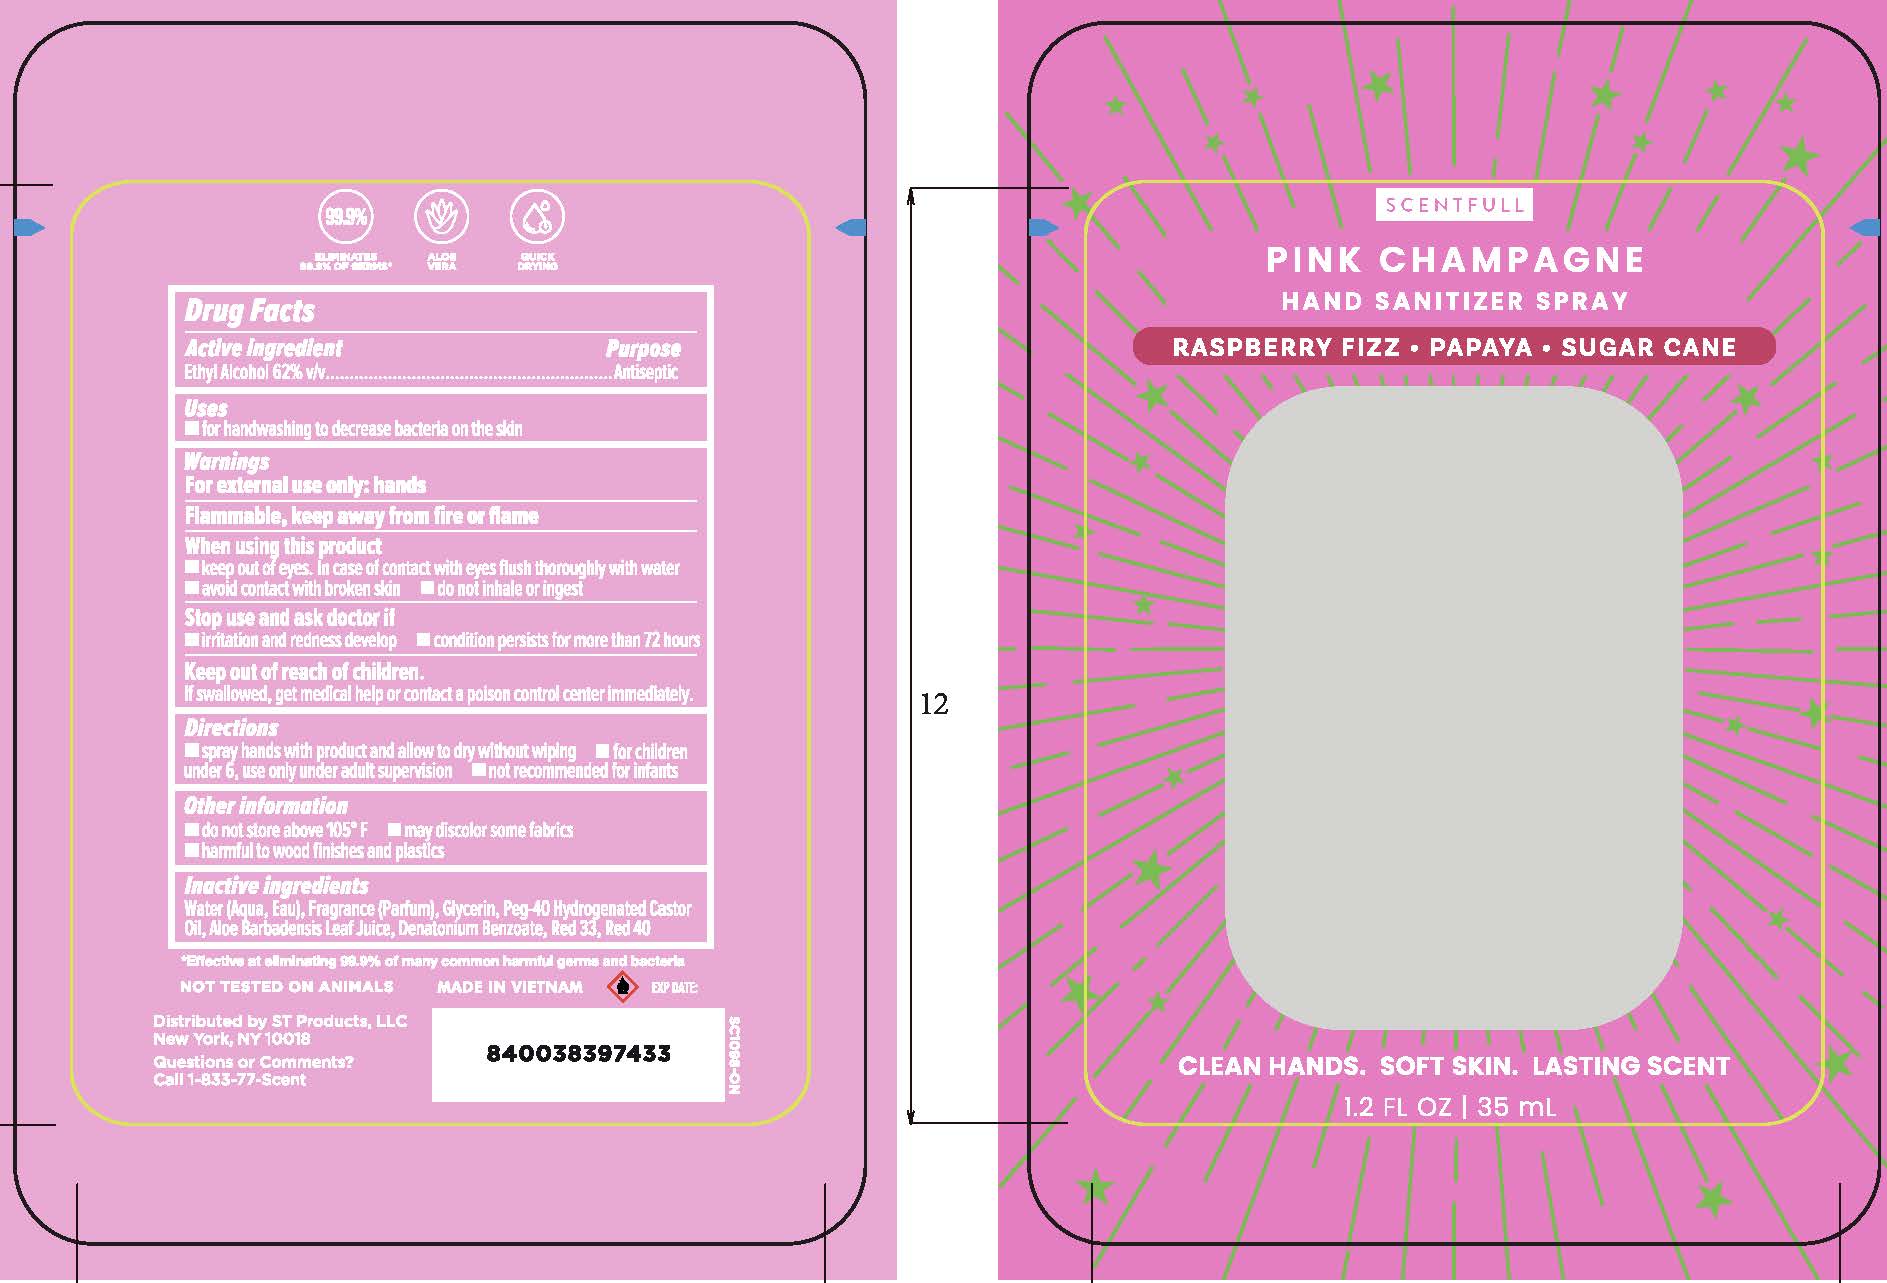 99.9%
ELIMINATES
99.9% OF GERMS*
ALOE
VERA
QUICK
DRYING
Drug Facts
Active ingredient Purpose
Ethyl Alcohol 62% v/v............................................................Antiseptic
Uses
■ for handwashing to decrease bacteria on the skin
Warnings
For external use only: hands
Flammable, keep away from fire or flame
When using this product
■ keep out of eyes. In case of contact with eyes flush thoroughly with water
■ avoid contact with broken skin ■ do not inhale or ingest
Stop use and ask doctor if
■ irritation and redness develop ■ condition persists for more than 72 hours
Keep out of reach of children.
If swallowed, get medical help or contact a poison control center immediately.
Directions
■ spray hands with product and allow to dry without wiping ■ for children
under 6, use only under adult supervision ■ not recommended for infants
Other information
■ do not store above 105° F ■ may discolor some fabrics
■ harmful to wood finishes and plastics
Inactive ingredients
Water (Aqua, Eau), Fragrance (Parfum), Glycerin, Peg-40 Hydrogenated Castor
Oil, Aloe Barbadensis Leaf Juice, Denatonium Benzoate, Red 33, Red 40
*Effective at eliminating 99.9% of many common harmful germs and bacteria
NOT TESTED ON ANIMALS MADE IN VIETNAM EXP DATE:
Distributed by ST Products, LLC
New York, NY 10018
Questions or Comments?
Call 1-833-77-Scent
840038397433
SC1098-ON
12
SCENTFULL
PINK CHAMPAGNE
HAND SANITIZER SPRAY
RASPBERRY FIZZ • PAPAYA • SUGAR CANE
CLEAN HANDS. SOFT SKIN. LASTING SCENT
1.2 FL OZ | 35 mL